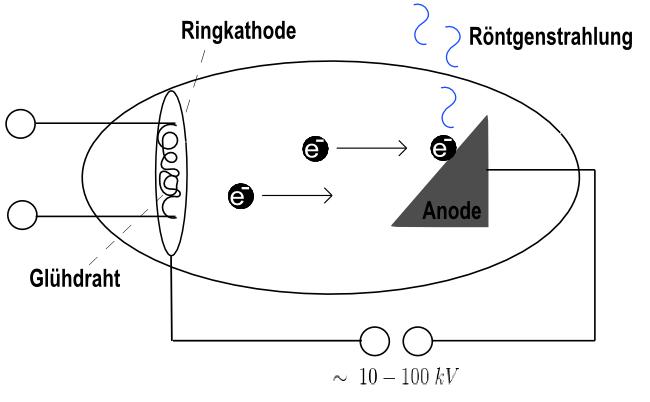 Ringkathode
Röntgenstrahlung
e⁻
e⁻
e⁻
Anode
Glühdraht
~ 10 – 100 kV